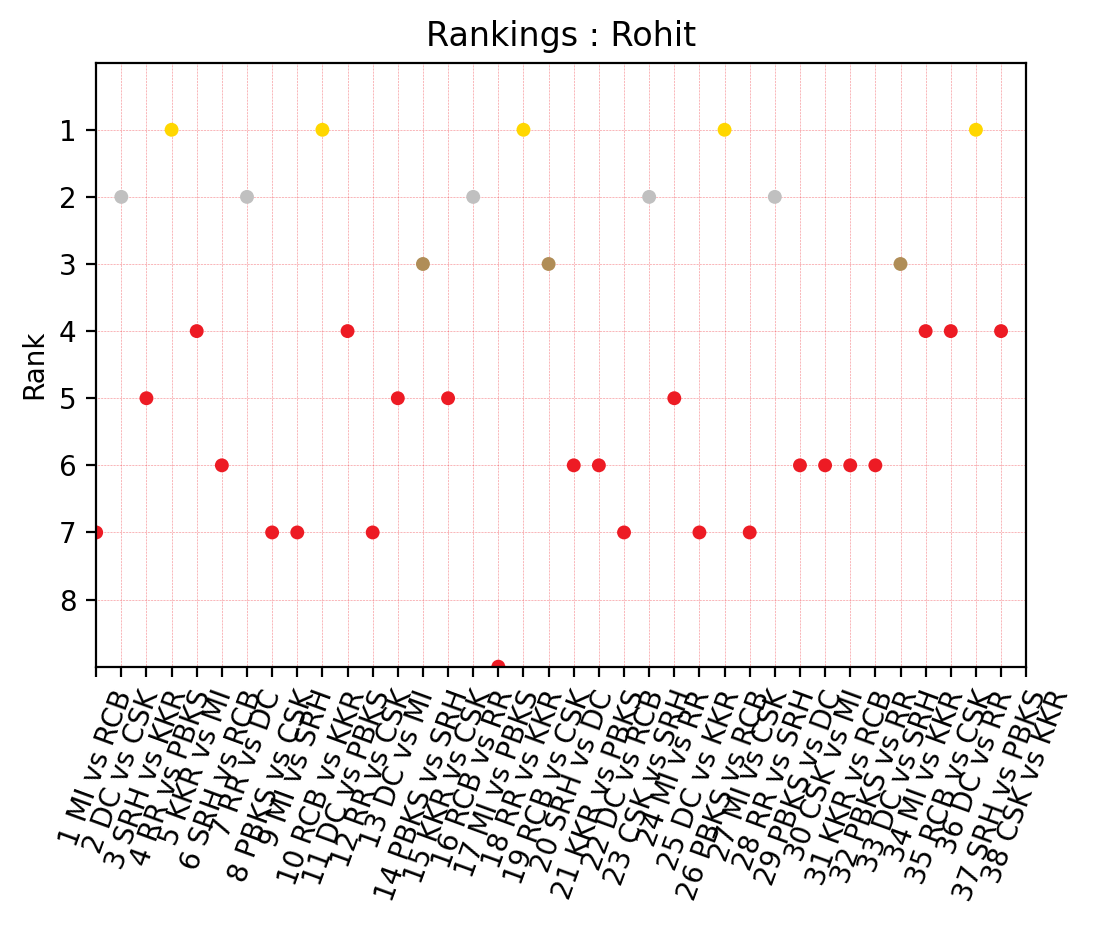 Rankings : Rohit
Rank
1
2
3
4
5
6
7
8
1 MI vs RCB
2 DC vs CSK
3 SRH vs KKR
4 RR vs PBKS
5 KKR vs MI
6 SRH vs RCB
7 RR vs DC
8 PBKS vs CSK
9 MI vs SRH
10 RCB vs KKR
11 DC vs PBKS
12 RR vs CSK
13 DC vs MI
14 PBKS vs SRH
15 KKR vs CSK
16 RCB vs RR
17 MI vs PBKS
18 RR vs KKR
19 RCB vs CSK
20 SRH vs DC
21 KKR vs PBKS
22 DC vs RCB
23 CSK vs SRH
24 MI vs RR
25 DC vs KKR
26 PBKS vs RCB
27 MI vs CSK
28 RR vs SRH
29 PBKS vs DC
30 CSK vs MI
31 KKR vs RCB
32 PBKS vs RR
33 DC vs SRH
34 MI vs KKR
35 RCB vs CSK
36 DC vs RR
37 SRH vs PBKS
38 CSK vs KKR